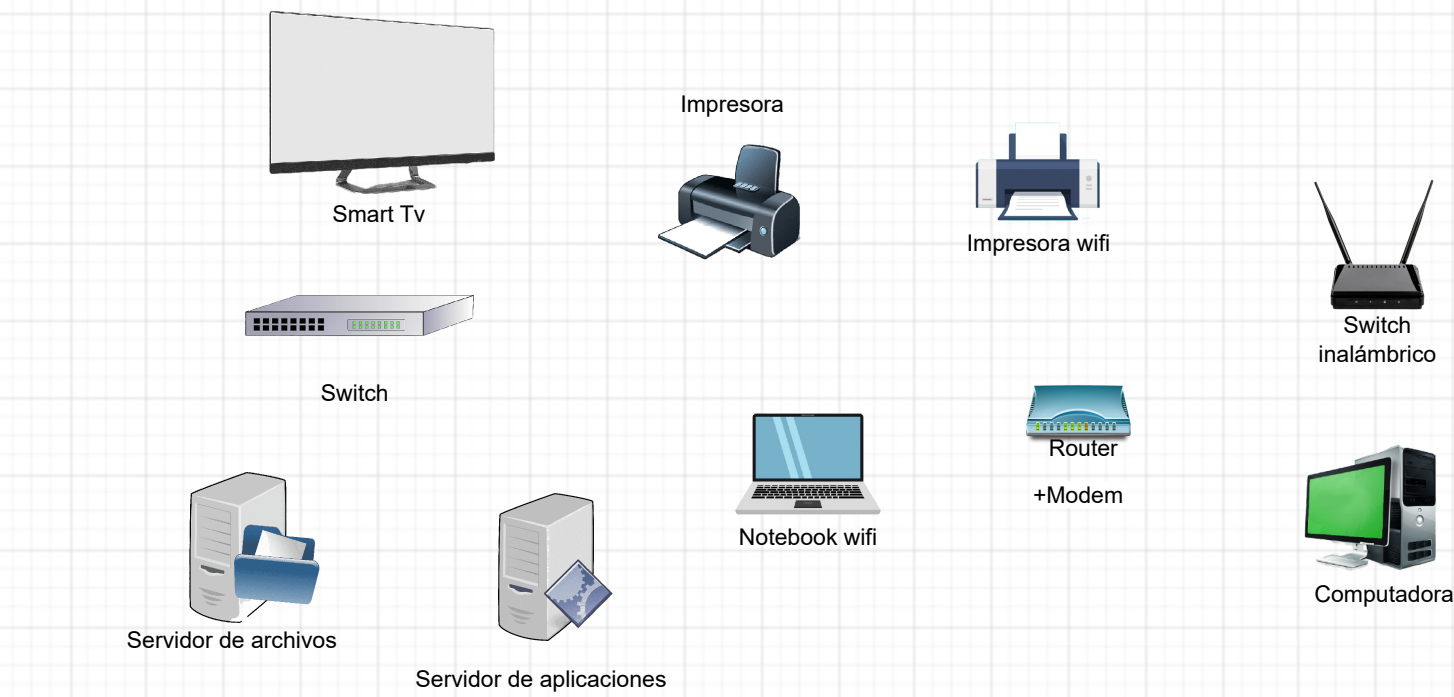 Impresora
Smart Tv
Impresora wifi
Switch
inalámbrico
Switch
Router
+Modem
Notebook wifi
Computadora
Servidor de archivos
Servidor de aplicaciones